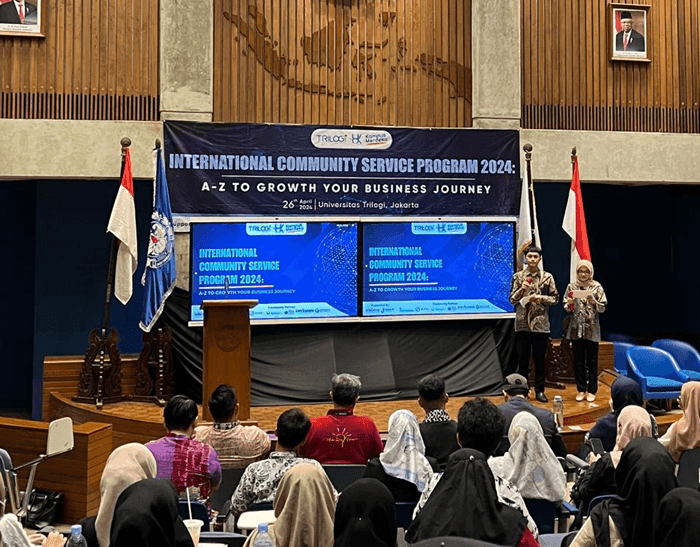 TRILOGI
Kampus
Merdeka
INTERNATIONAL COMMUNITY SERVICE PROGRAM 2024:
A-Z TO GROWTH YOUR BUSINESS JOURNEY
26th April 2024 | Universitas Trilogi, Jakarta
TRILOGI
INTERNATIONAL
COMMUNITY SERVICE
PROGRAM 2024:
A-Z TO GROWTH YOUR BUSINESS JOURNEY
TRILOGI
INTERNATIONAL
COMMUNITY SERVICE
PROGRAM 2024:
A-Z TO GROWTH YOUR BUSINESS JOURNEY